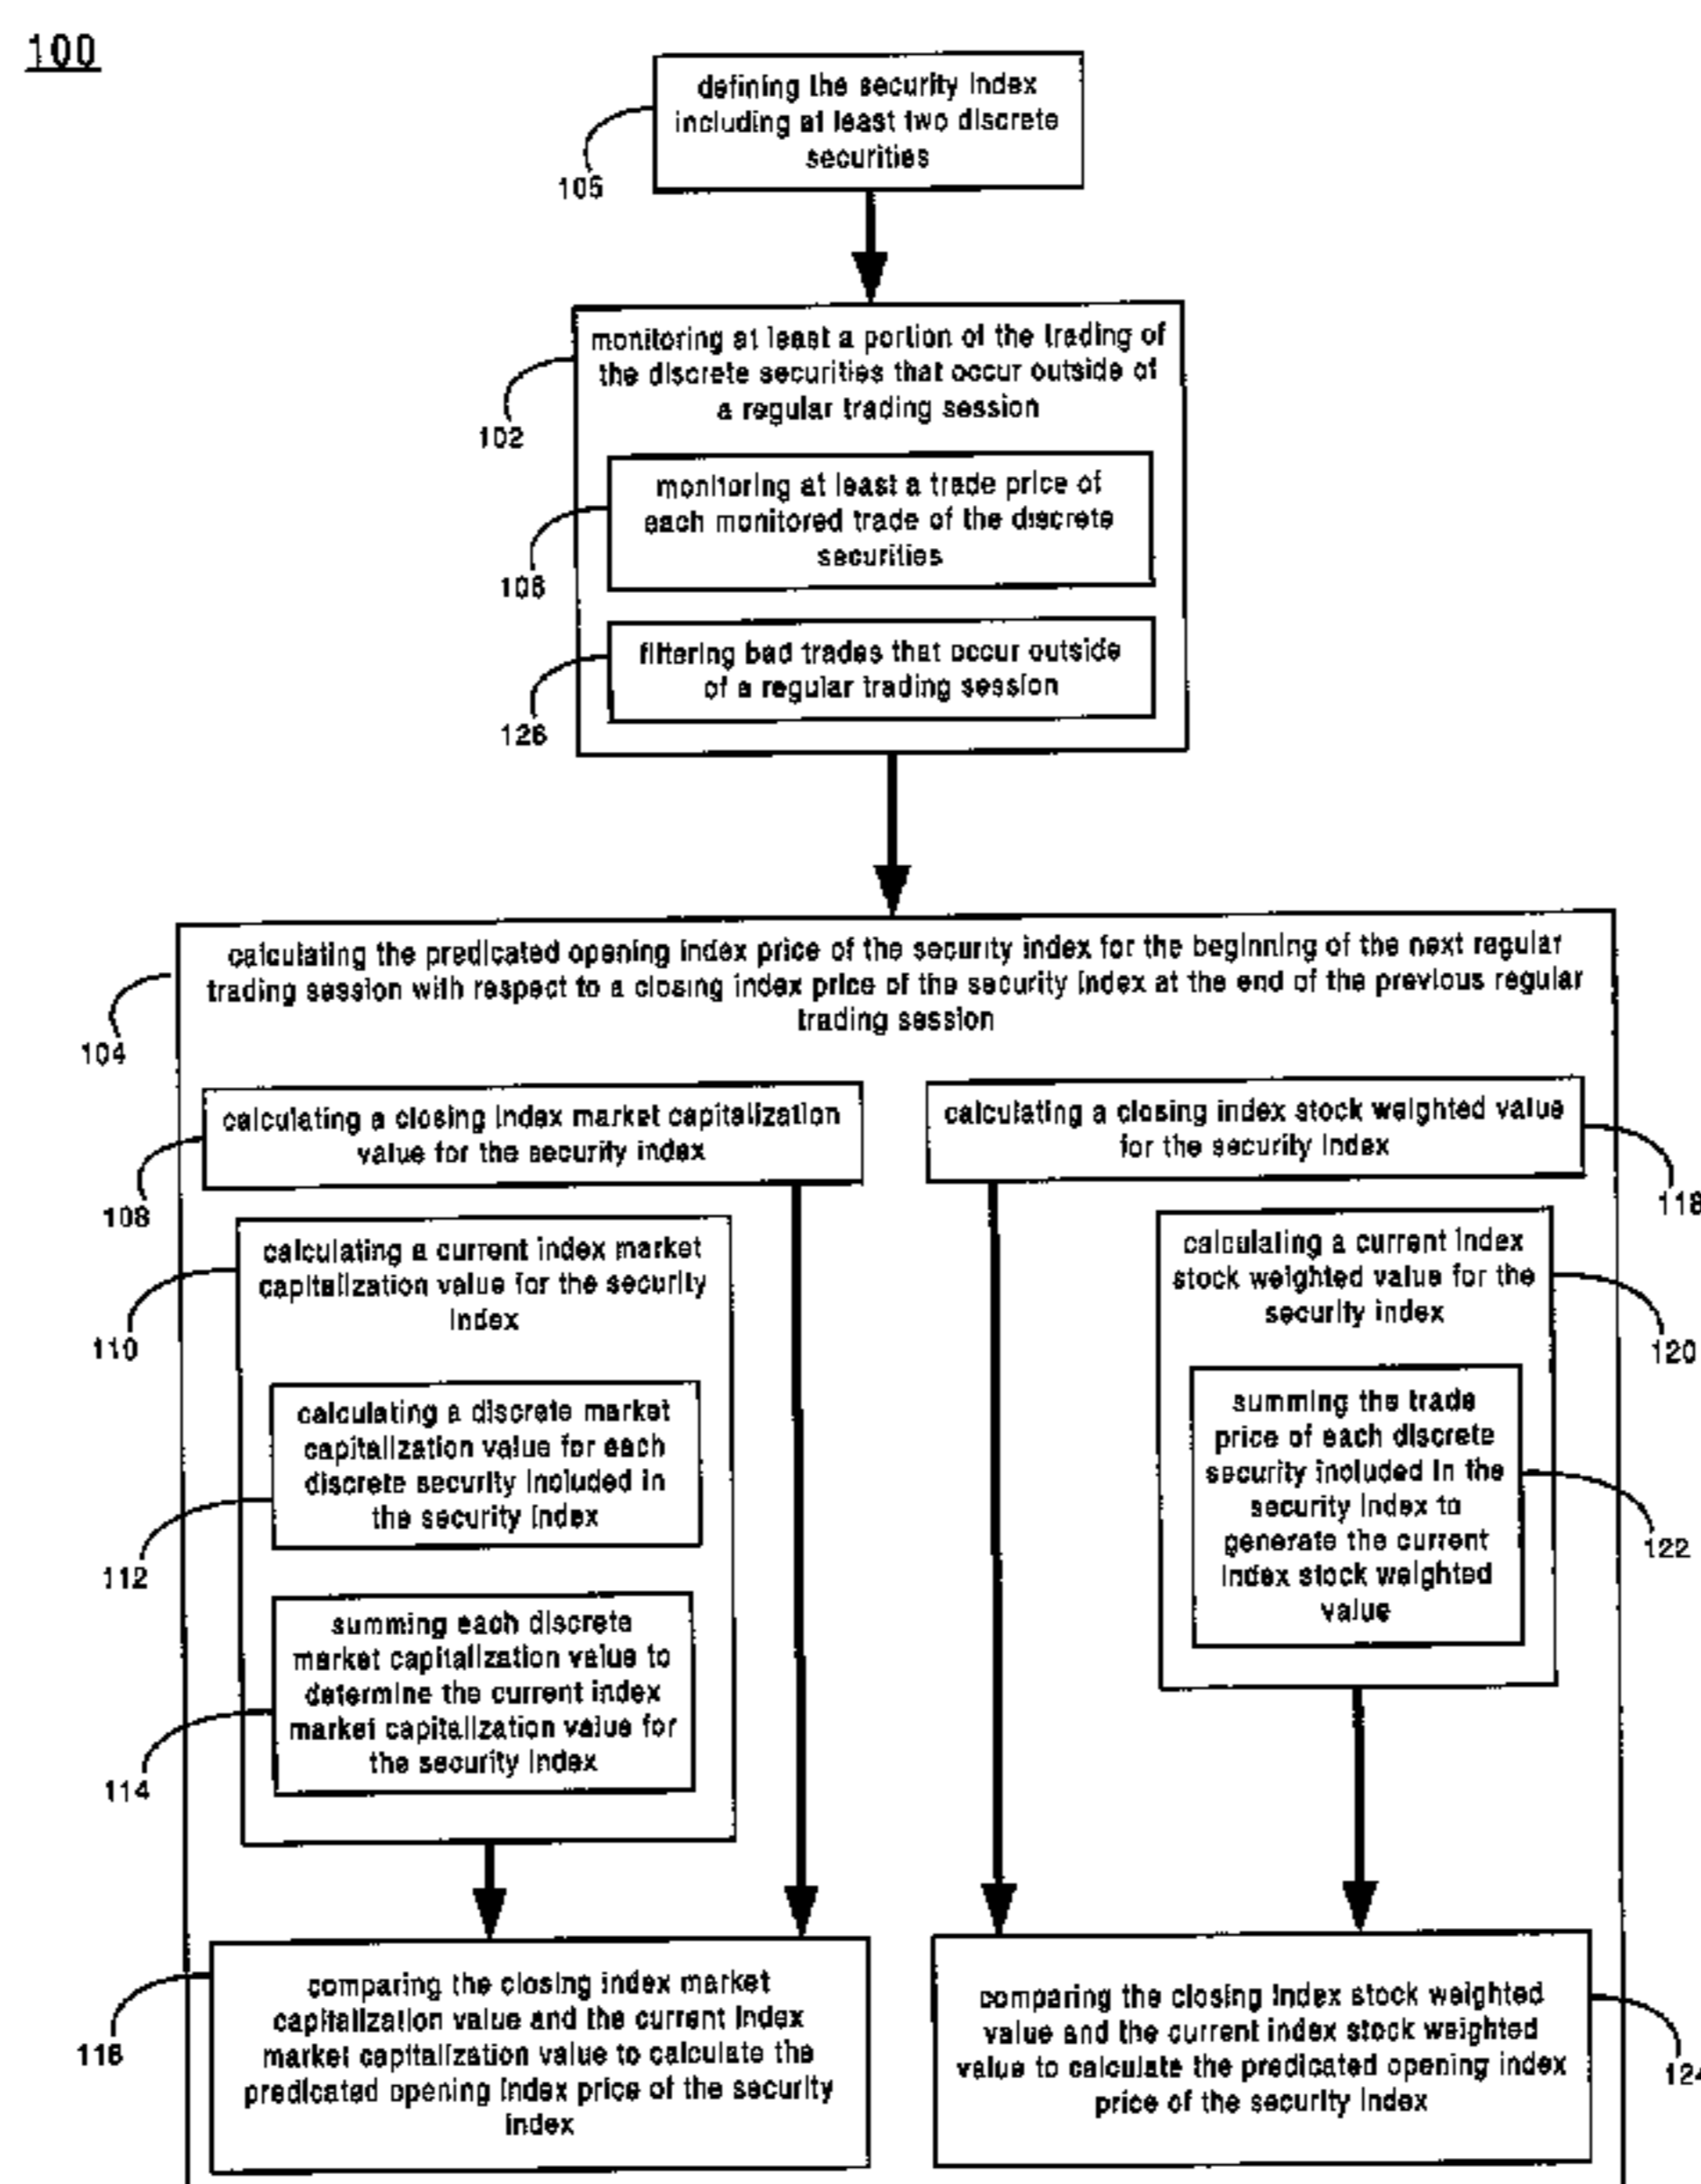 100
defining the security index
including at least two discrete
securities
105
monitoring at least a portion of the trading of
the discrete securities that occur outside of
a regular trading session
102
monitoring at least a trade price of
each monitored trade of the discrete
securities
106
filtering bad trades that occur outside
of a regular trading session
126
calculating the predicated opening index price of the security index for the beginning of the next regular
trading session with respect to a closing index price of the security index at the end of the previous regular
trading session
104
calculating a closing index market capitalization
value for the security index
108
calculating a closing index stock weighted value
for the security index
118
calculating a current index market
capitalization value for the security
index
110
calculating a current index
stock weighted value for the
security index
120
calculating a discrete market
capitalization value for each
discrete security included in
the security index
112
summing the trade
price of each discrete
security included in the
security index to
generate the current
index stock weighted
value
122
summing each discrete
market capitalization value to
determine the current index
market capitalization value for
the security index
114
comparing the closing index market
capitalization value and the current index
market capitalization value to calculate the
predicated opening index price of the security
index
116
comparing the closing index stock weighted
value and the current index stock weighted
value to calculate the predicated opening index
price of the security index
124